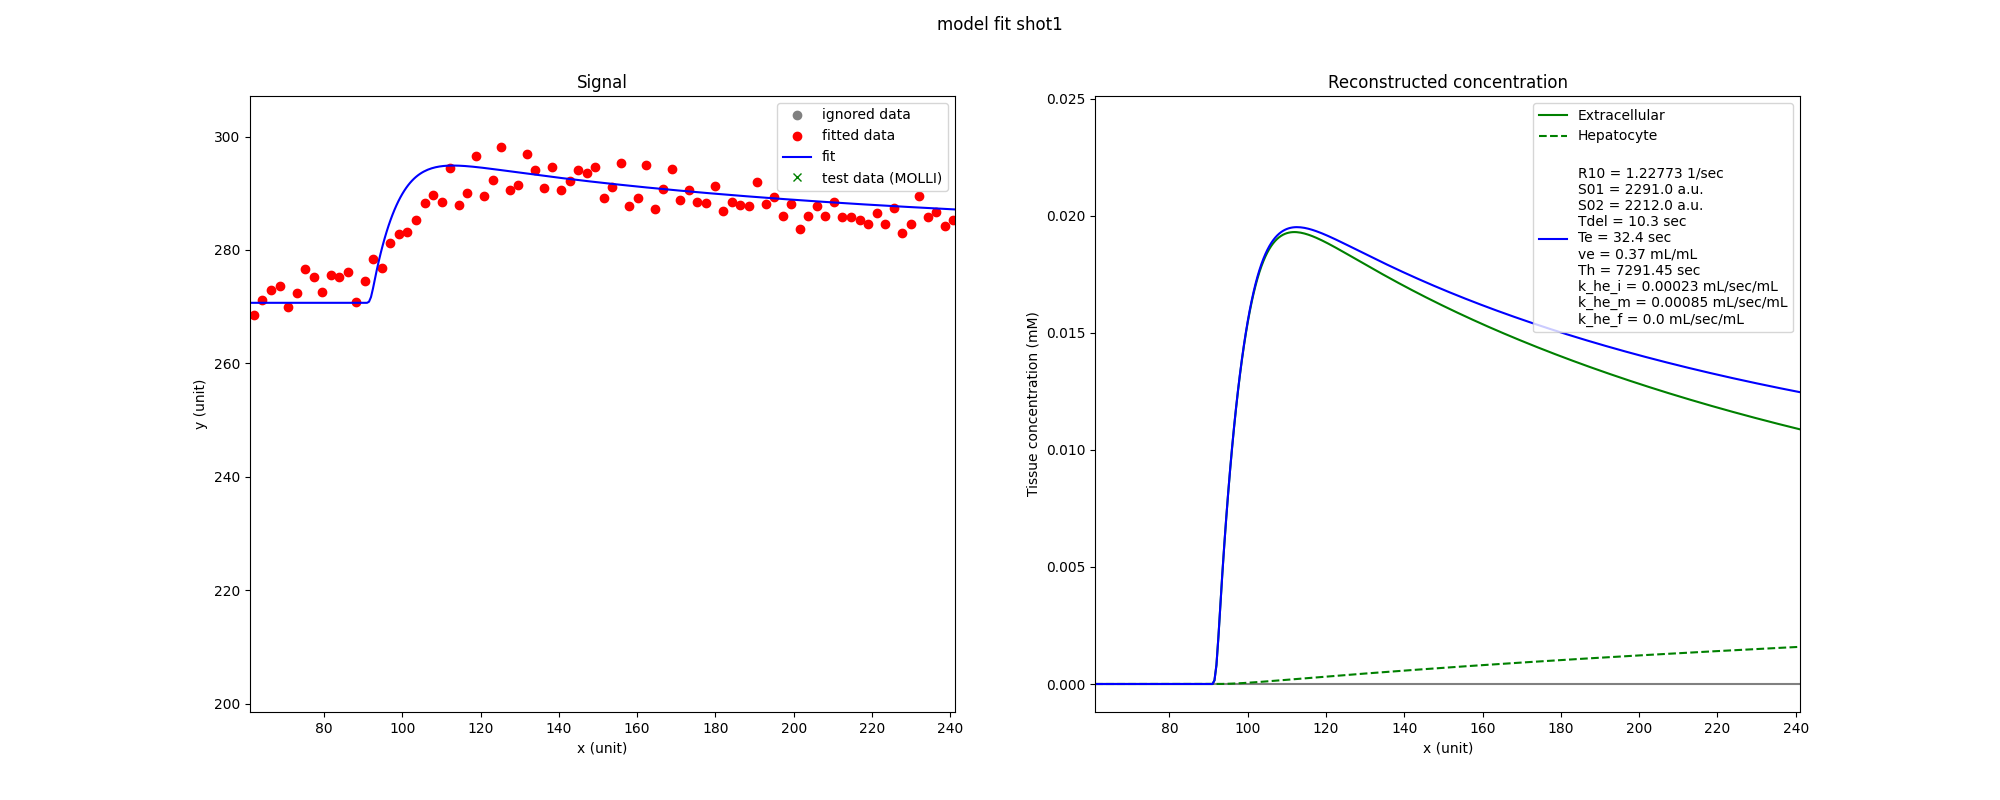 model fit shot1
Signal
300
280
260
240
220
200
y (unit)
80 100 120 140 160 180 200 220 240
x (unit)
ignored data
fitted data
fit
test data (MOLLI)
Reconstructed concentration
0.025
0.020
0.015
0.010
0.005
0.000
Tissue concentration (mM)
80 100 120 140 160 180 200 220 240
x (unit)
Extracellular
Hepatocyte
R10 = 1.22773 1/sec
S01 = 2291.0 a.u.
S02 = 2212.0 a.u.
Tdel = 10.3 sec
Te = 32.4 sec
ve = 0.37 mL/mL
Th = 7291.45 sec
k_he_i = 0.00023 mL/sec/mL
k_he_m = 0.00085 mL/sec/mL
k_he_f = 0.0 mL/sec/mL